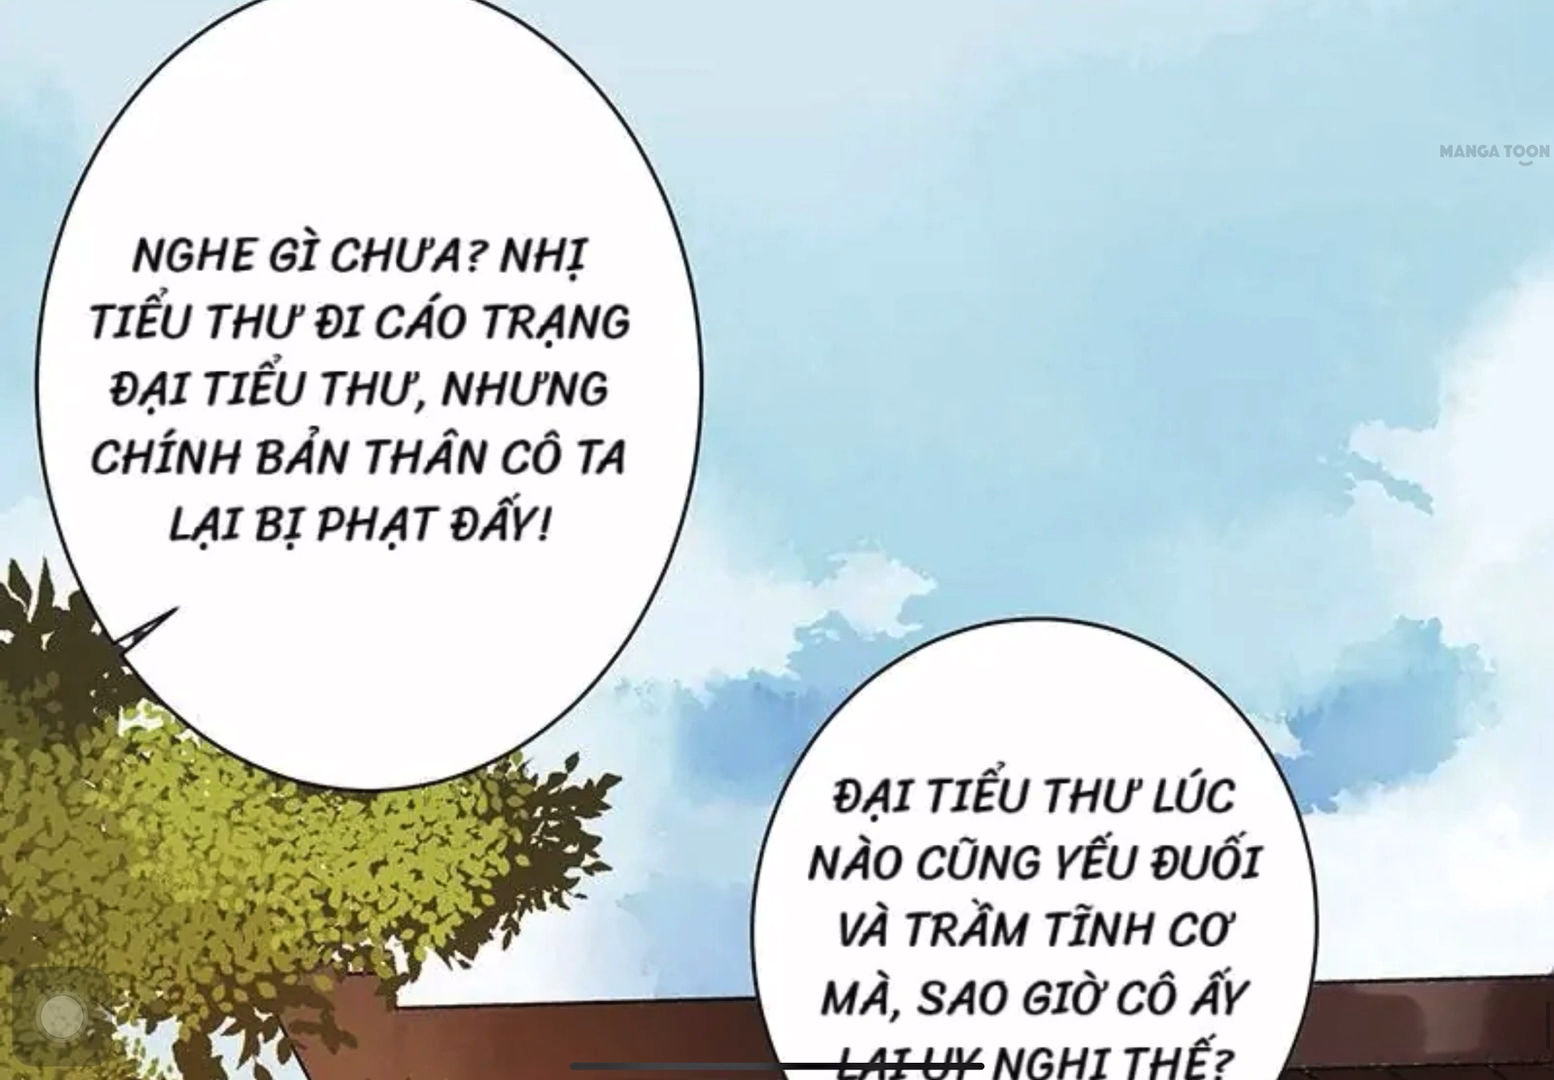 MANGA TOON
NGHE GÌ CHƯA? NHỊ
TIỂU THƯ ĐI CÁO TRẠNG
ĐẠI TIỂU THƯ, NHƯNG
CHÍNH BẢN THÂN CÔ TA
LẠI BỊ PHẠT ĐẤY!
ĐẠI TIỂU THƯ LÚC
NÀO CŨNG YẾU ĐUỐI
VÀ TRẦM TĨNH CƠ
MÀ, SAO GIỜ CÔ ẤY
LẠI UY NGHI THẾ?